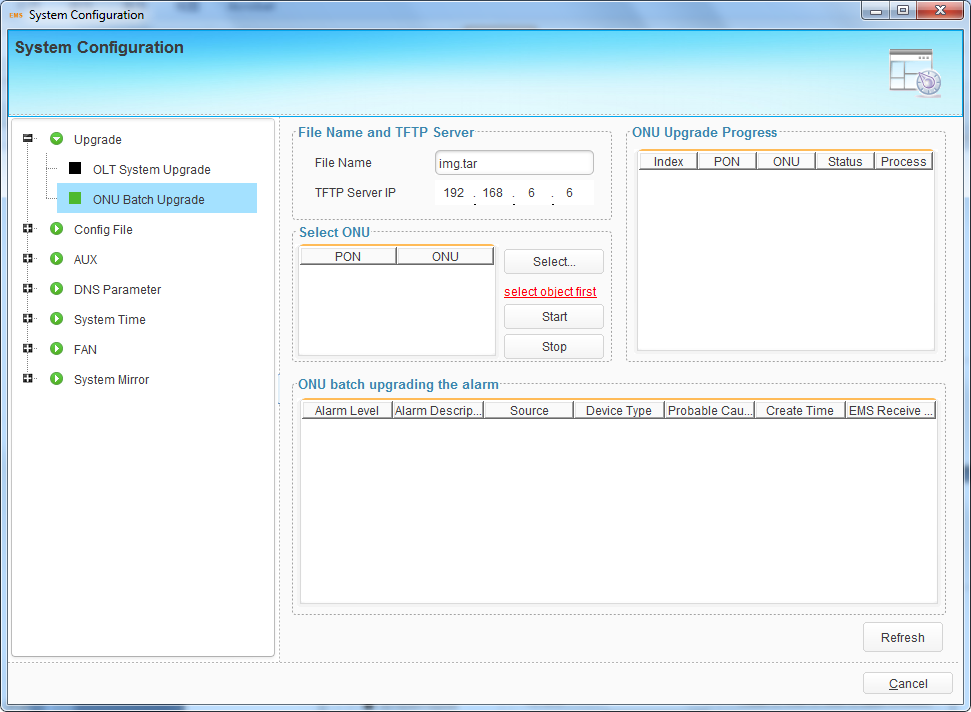 EMS System Configuration
System Configuration
Upgrade
OLT System Upgrade
ONU Batch Upgrade
Config File
AUX
DNS Parameter
System Time
FAN
System Mirror
File Name and TFTP Server
File Name img.tar
TFTP Server IP 192 . 168 . 6 . 6
Select ONU
PON ONU
Select...
select object first
Start
Stop
ONU Upgrade Progress
Index PON ONU Status Process
ONU batch upgrading the alarm
Alarm Level Alarm Descrip... Source Device Type Probable Cau... Create Time EMS Receive ...
Refresh
Cancel